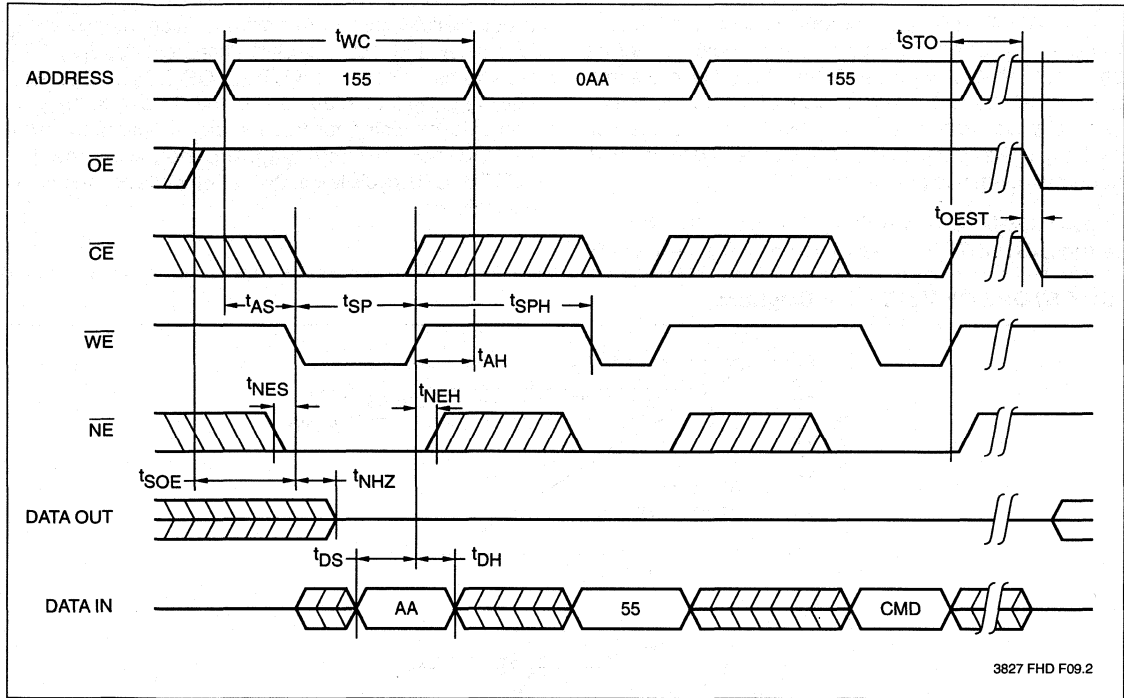 tWC
tSTO
ADDRESS
155
0AA
155
OE
tOEST
CE
tAS
tSP
tSPH
WE
tAH
tNES
tNEH
NE
tSOE
tNHZ
DATA OUT
tDS
tDH
DATA IN
AA
55
CMD
3827 FHD F09.2